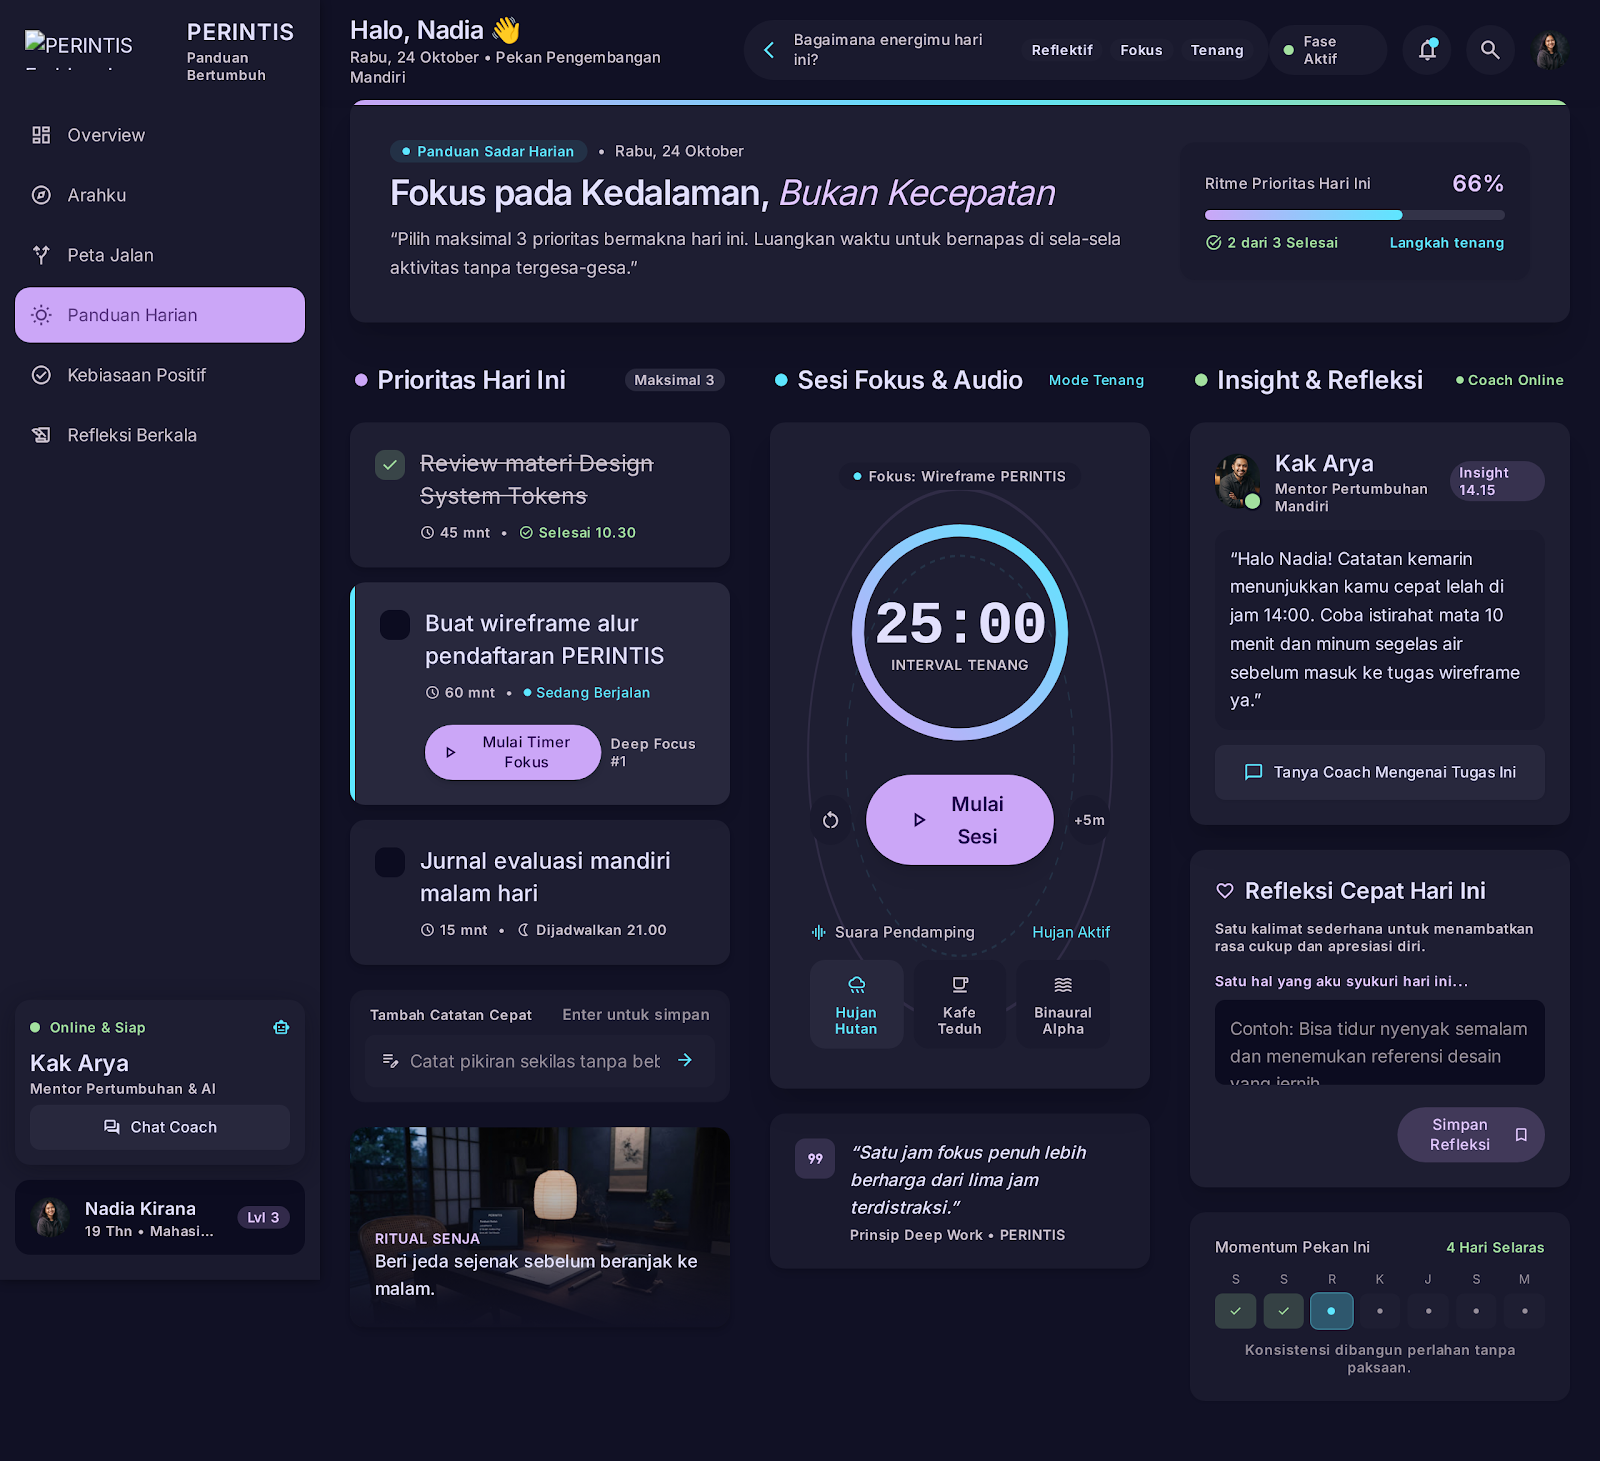 PERINTIS
PERINTIS
Panduan
Bertumbuh
Overview
Arahku
Peta Jalan
Panduan Harian
Kebiasaan Positif
Refleksi Berkala
Online & Siap
Kak Arya
Mentor Pertumbuhan & AI
Chat Coach
Nadia Kirana
19 Thn • Mahasi...
Lvl 3
Halo, Nadia 👋
Rabu, 24 Oktober • Pekan Pengembangan
Mandiri
Bagaimana energimu hari
ini?
Reflektif
Fokus
Tenang
Fase
Aktif
Panduan Sadar Harian
• Rabu, 24 Oktober
Fokus pada Kedalaman, Bukan Kecepatan
“Pilih maksimal 3 prioritas bermakna hari ini. Luangkan waktu untuk bernapas di sela-sela
aktivitas tanpa tergesa-gesa.”
Ritme Prioritas Hari Ini
66%
2 dari 3 Selesai
Langkah tenang
Prioritas Hari Ini
Maksimal 3
Review materi Design
System Tokens
45 mnt • Selesai 10.30
Buat wireframe alur
pendaftaran PERINTIS
60 mnt • Sedang Berjalan
Mulai Timer
Fokus
Deep Focus
#1
Jurnal evaluasi mandiri
malam hari
15 mnt • Dijadwalkan 21.00
Tambah Catatan Cepat
Enter untuk simpan
Catat pikiran sekilas tanpa beb
RITUAL SENJA
Beri jeda sejenak sebelum beranjak ke
malam.
Sesi Fokus & Audio
Mode Tenang
Fokus: Wireframe PERINTIS
25:00
INTERVAL TENANG
Mulai
Sesi
+5m
Suara Pendamping
Hujan Aktif
Hujan
Hutan
Kafe
Teduh
Binaural
Alpha
“Satu jam fokus penuh lebih
berharga dari lima jam
terdistraksi.”
Prinsip Deep Work • PERINTIS
Insight & Refleksi
Coach Online
Kak Arya
Mentor Pertumbuhan
Mandiri
Insight
14.15
“Halo Nadia! Catatan kemarin
menunjukkan kamu cepat lelah di
jam 14:00. Coba istirahat mata 10
menit dan minum segelas air
sebelum masuk ke tugas wireframe
ya.”
Tanya Coach Mengenai Tugas Ini
Refleksi Cepat Hari Ini
Satu kalimat sederhana untuk menambatkan
rasa cukup dan apresiasi diri.
Satu hal yang aku syukuri hari ini...
Contoh: Bisa tidur nyenyak semalam
dan menemukan referensi desain
yang jernih
Simpan
Refleksi
Momentum Pekan Ini
4 Hari Selaras
S S R K J S M
Konsistensi dibangun perlahan tanpa
paksaan.